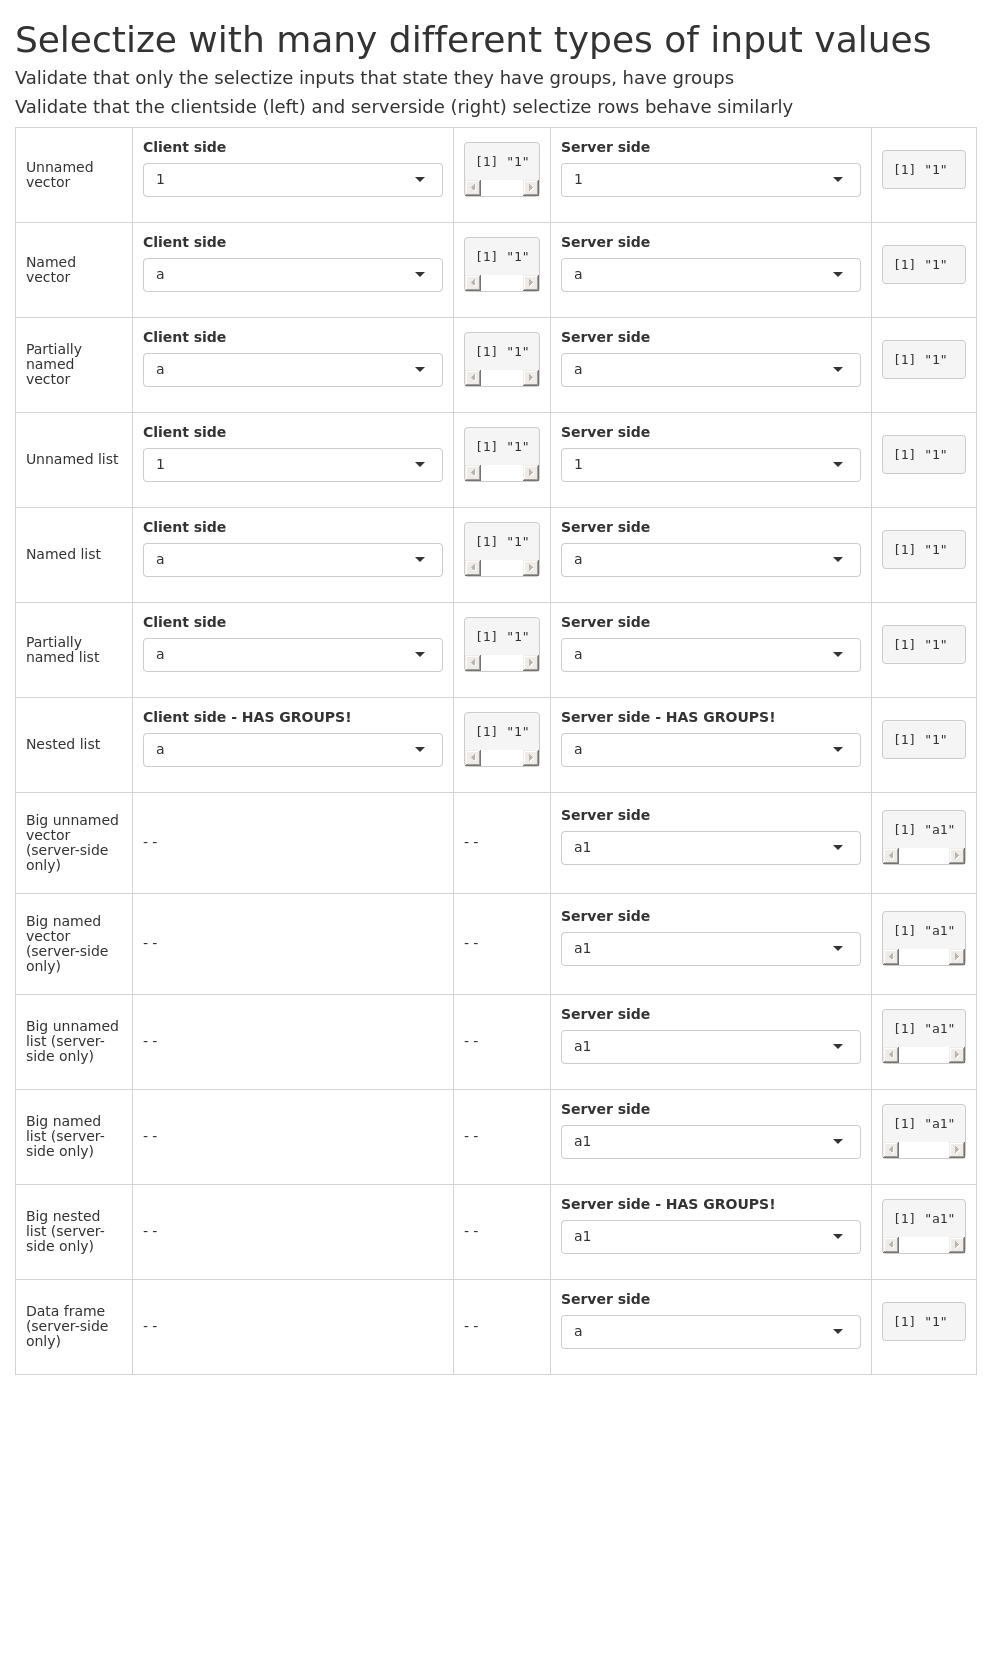 Selectize with many different types of input values
Validate that only the selectize inputs that state they have groups, have groups
Validate that the clientside (left) and serverside (right) selectize rows behave similarly
Unnamed
vector
Client side
1
[1] "1"
Server side
1
[1] "1"
Named
vector
Client side
a
[1] "1"
Server side
a
[1] "1"
Partially
named
vector
Client side
a
[1] "1"
Server side
a
[1] "1"
Unnamed list
Client side
1
[1] "1"
Server side
1
[1] "1"
Named list
Client side
a
[1] "1"
Server side
a
[1] "1"
Partially
named list
Client side
a
[1] "1"
Server side
a
[1] "1"
Nested list
Client side - HAS GROUPS!
a
[1] "1"
Server side - HAS GROUPS!
a
[1] "1"
Big unnamed
vector
(server-side
only)
- -
- -
Server side
a1
[1] "a1"
Big named
vector
(server-side
only)
- -
- -
Server side
a1
[1] "a1"
Big unnamed
list (server-
side only)
- -
- -
Server side
a1
[1] "a1"
Big named
list (server-
side only)
- -
- -
Server side
a1
[1] "a1"
Big nested
list (server-
side only)
- -
- -
Server side - HAS GROUPS!
a1
[1] "a1"
Data frame
(server-side
only)
- -
- -
Server side
a
[1] "1"